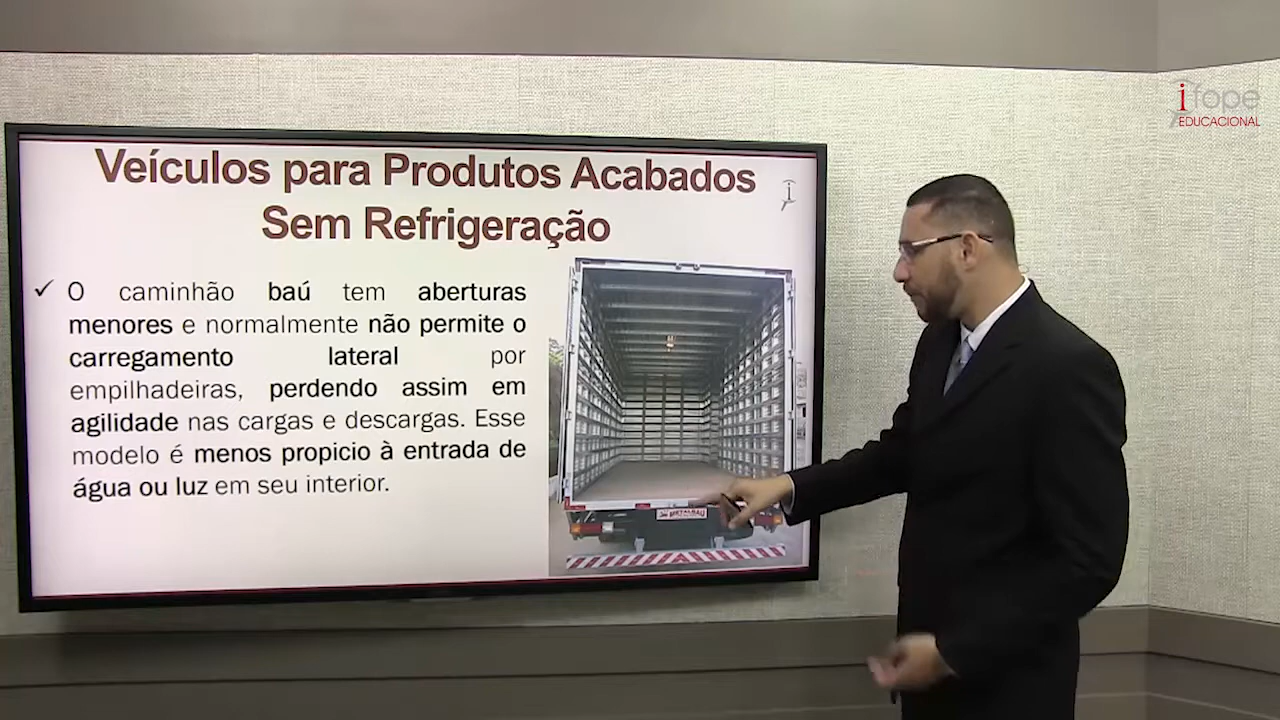 ifope
EDUCACIONAL
Veículos para Produtos Acabados
Sem Refrigeração
✓ O caminhão baú tem aberturas
menores e normalmente não permite o
carregamento lateral por
empilhadeiras, perdendo assim em
agilidade nas cargas e descargas. Esse
modelo é menos propicio à entrada de
água ou luz em seu interior.
METALBAÚ